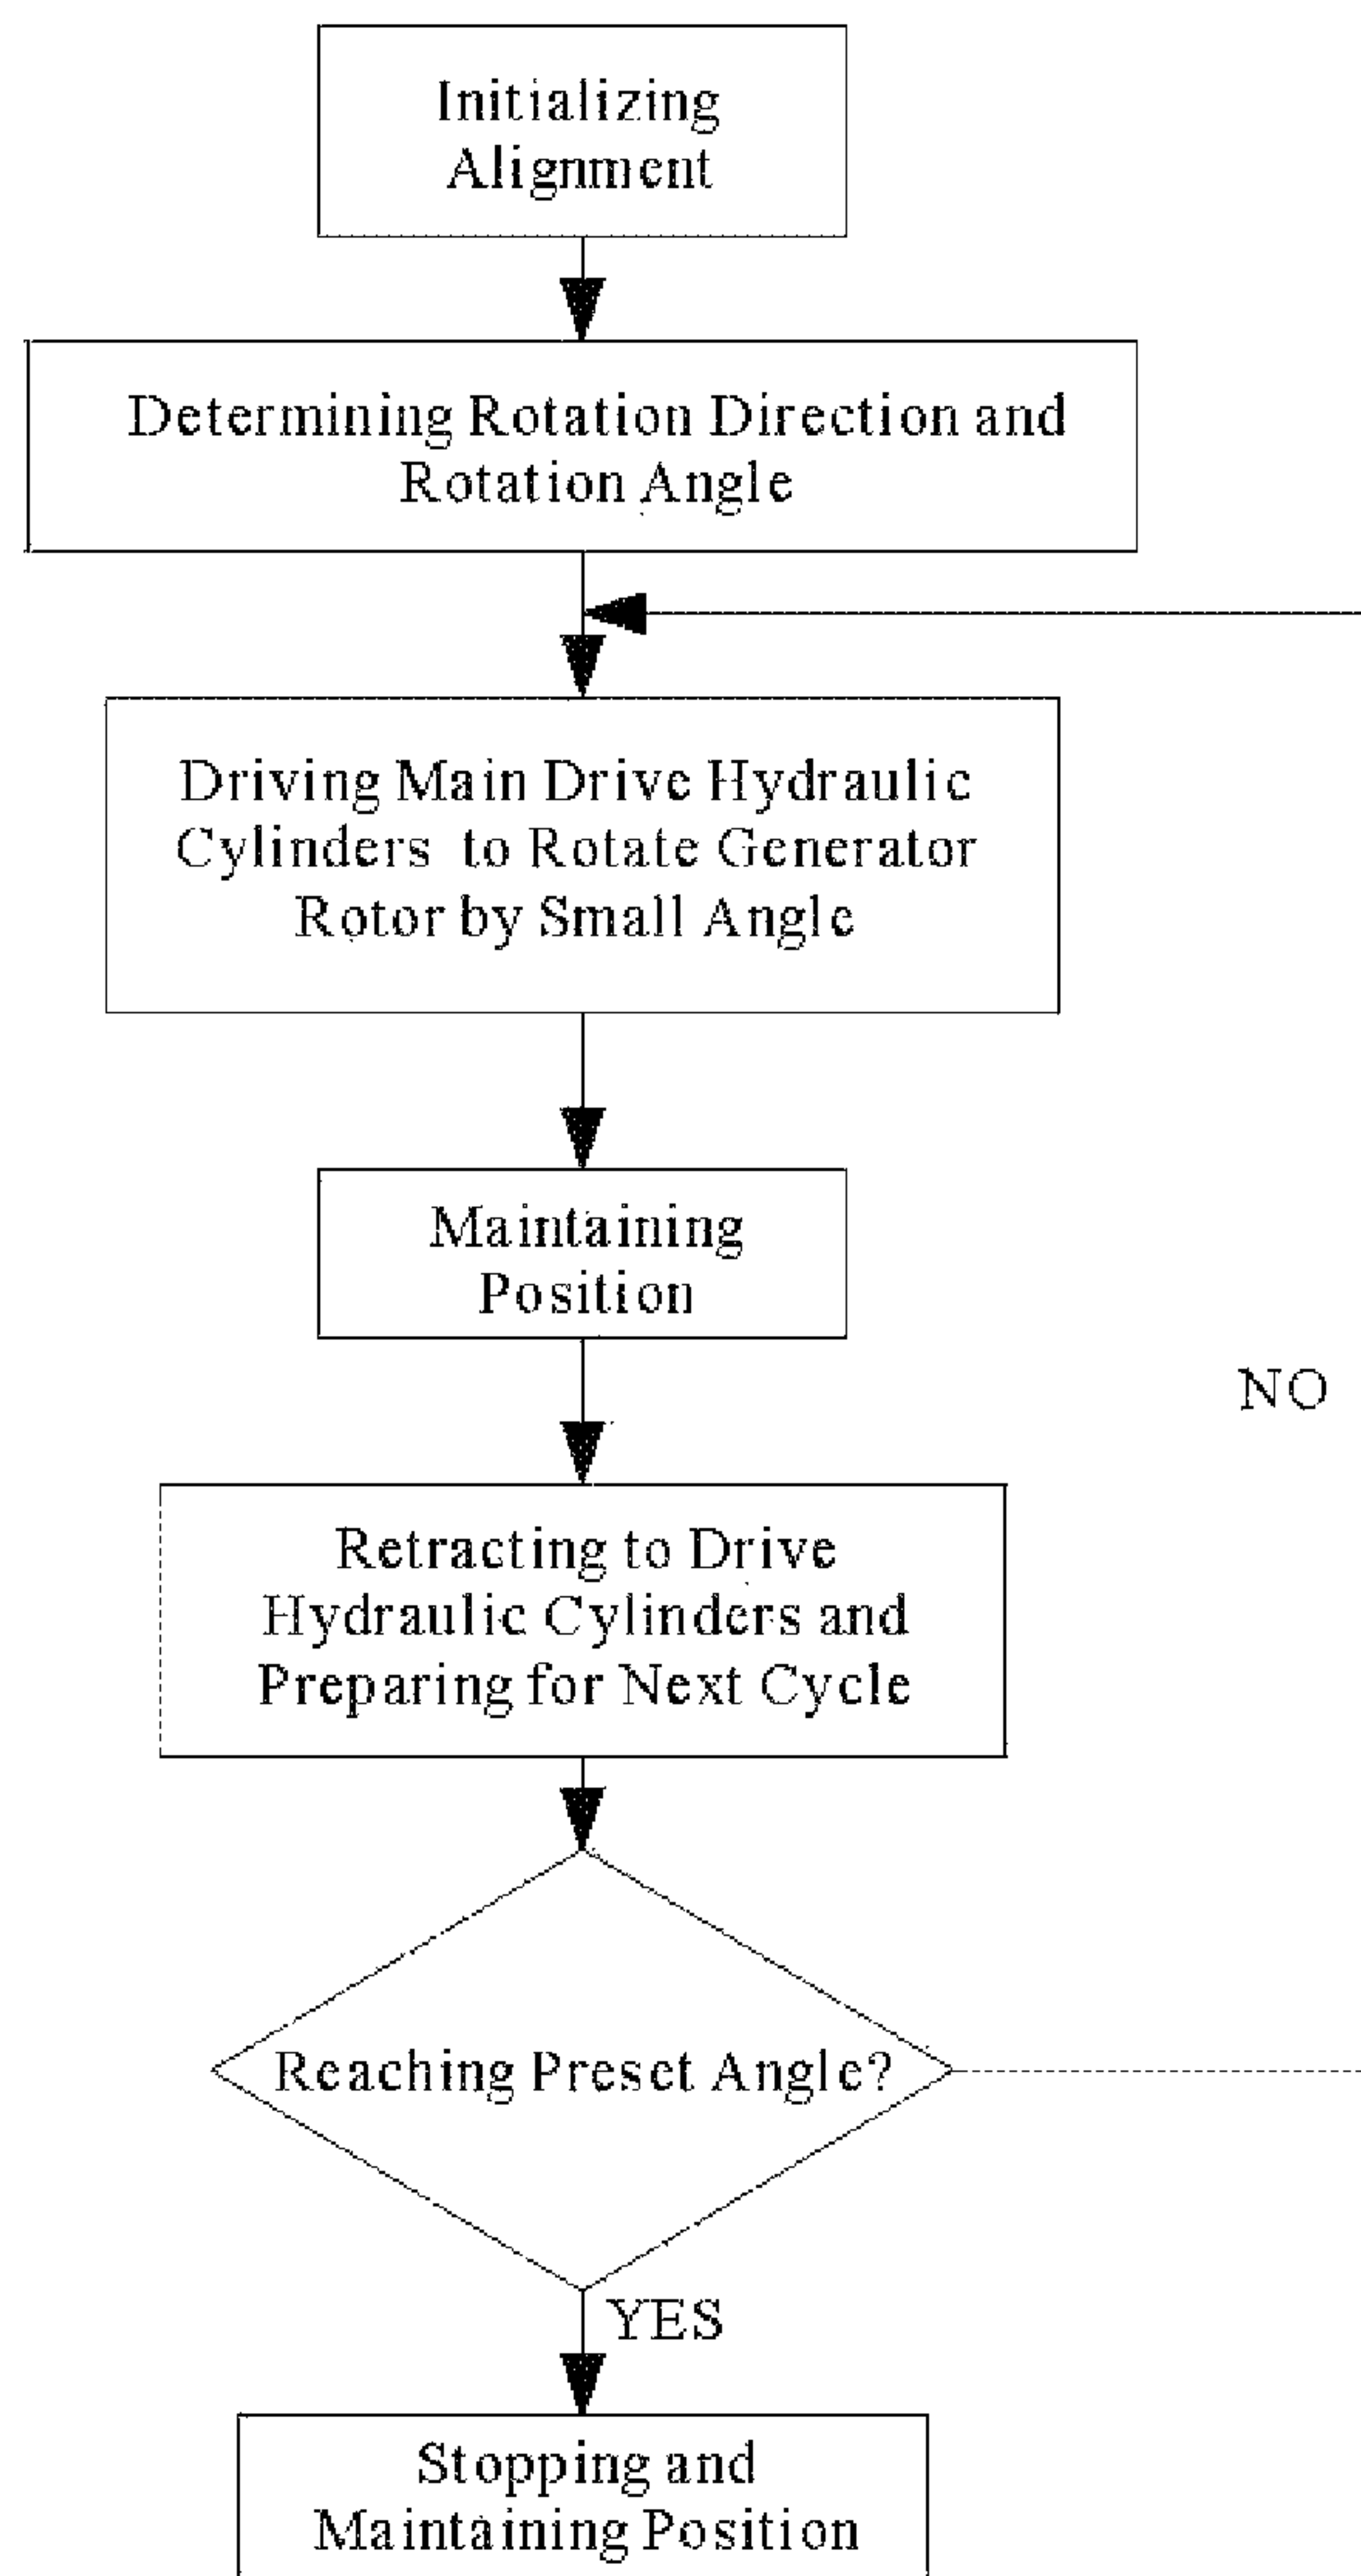 Initializing
Alignment
Determining Rotation Direction and
Rotation Angle
Driving Main Drive Hydraulic
Cylinders to Rotate Generator
Rotor by Small Angle
Maintaining
Position
NO
Retracting to Drive
Hydraulic Cylinders and
Preparing for Next Cycle
Reaching Preset Angle?
YES
Stopping and
Maintaining Position